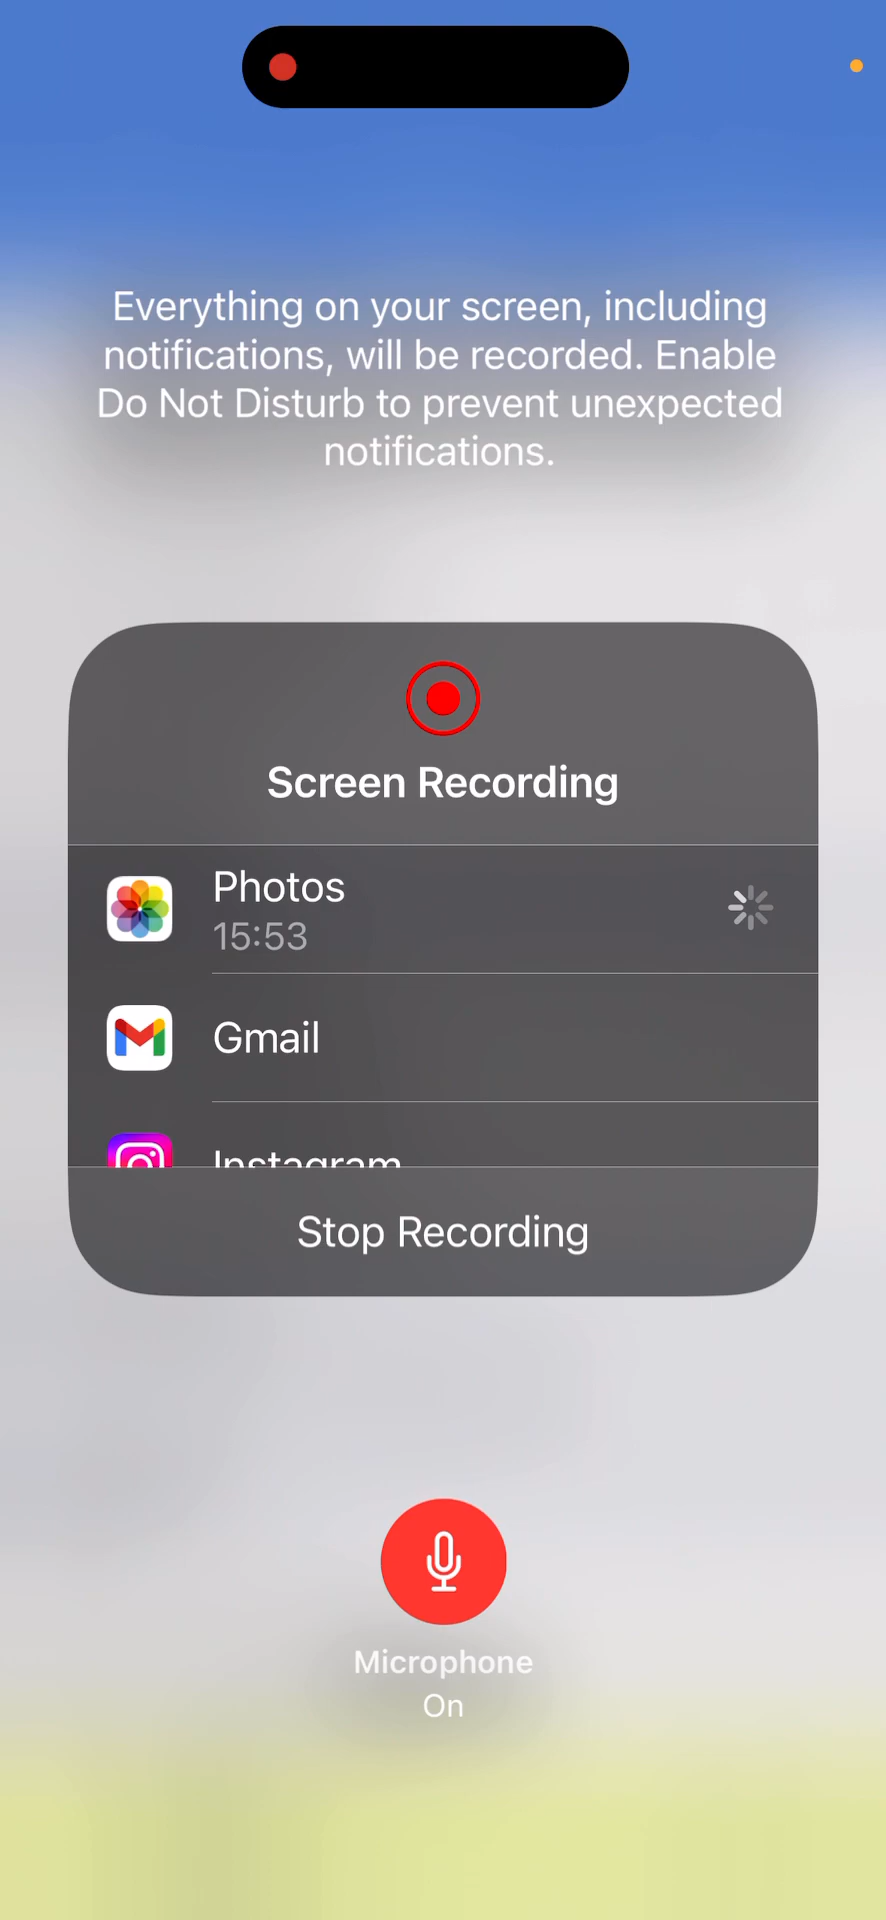 Everything on your screen, including
notifications, will be recorded. Enable
Do Not Disturb to prevent unexpected
notifications.
Screen Recording
Photos
15:53
Gmail
Instagram
Stop Recording
Microphone
On